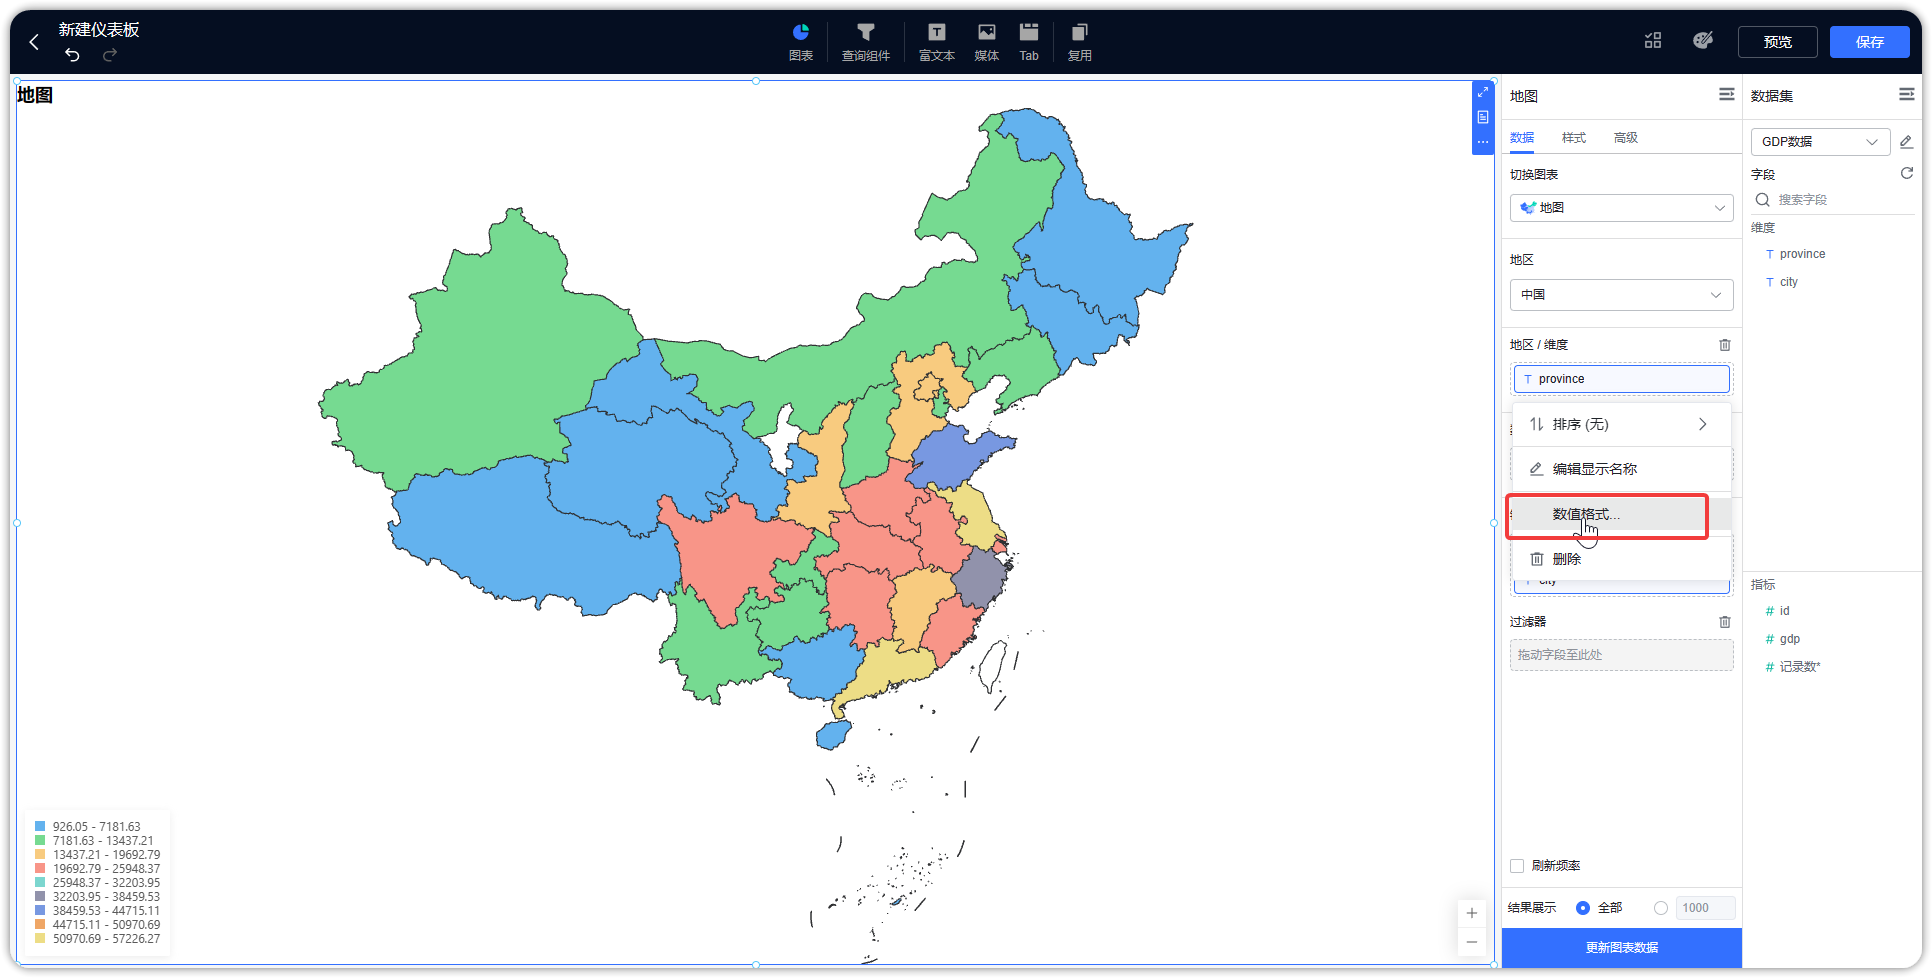 新建仪表板
图表
查询组件
富文本
媒体
Tab
复用
预览
保存
地图
926.05 - 7181.63
7181.63 - 13437.21
13437.21 - 19692.79
19692.79 - 25948.37
25948.37 - 32203.95
32203.95 - 38459.53
38459.53 - 44715.11
44715.11 - 50970.69
50970.69 - 57226.27
地图
数据 样式 高级
切换图表
地图
地区
中国
地区 / 维度
T province
排序 (无)
编辑显示名称
数值格式...
删除
city
过滤器
拖动字段至此处
刷新频率
结果展示 全部 1000
更新图表数据
数据集
GDP数据
字段
搜索字段
维度
T province
T city
指标
# id
# gdp
# 记录数*